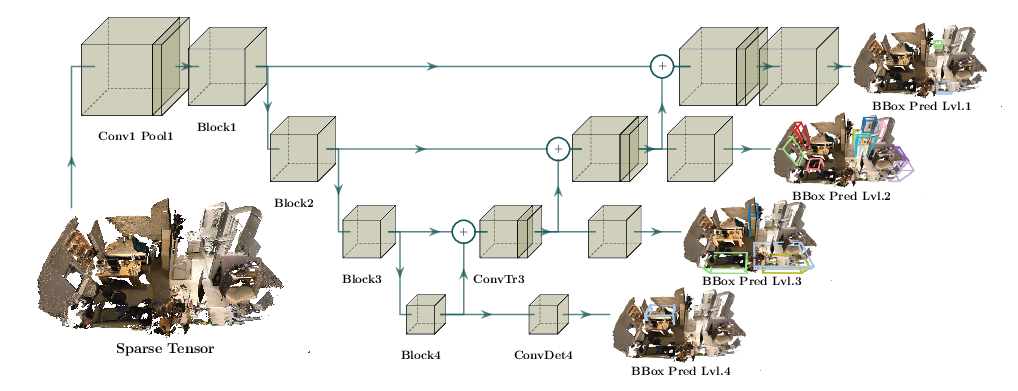 BBox Pred Lvl.1
Conv1 Pool1
Block1
+
BBox Pred Lvl.2
Block2
+
BBox Pred Lvl.3
Block3
+
ConvTr3
Sparse Tensor
Block4
ConvDet4
BBox Pred Lvl.4